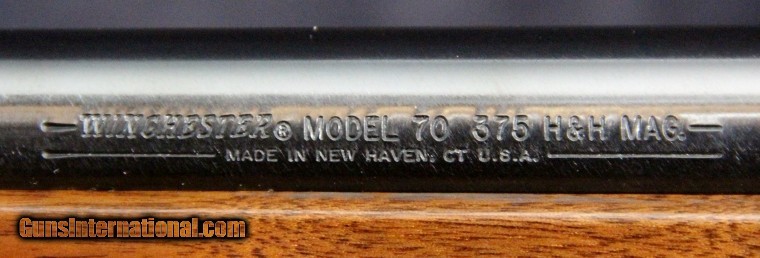 WINCHESTER® MODEL 70 375 H&H MAG.
MADE IN NEW HAVEN, CT U.S.A.
GunsInternational.com